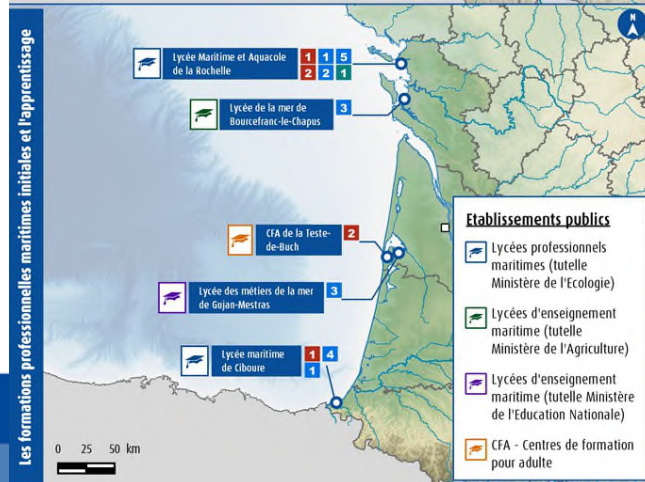 Les formations professionnelles maritimes initiales et l'apprentissage
N
Lycée Maritime et Aquacole
de la Rochelle
1 1 5
2 2 1
Lycée de la mer de
Bourcefranc-le-Chapus
3
CFA de la Teste-
de-Buch
2
Lycée des métiers de la mer
de Gujan-Mestras
3
Lycée maritime
de Ciboure
1 4
1
0 25 50 km
Etablissements publics
Lycées professionnels
maritimes (tutelle
Ministère de l'Ecologie)
Lycées d'enseignement
maritime (tutelle
Ministère de l'Agriculture)
Lycées d'enseignement
maritime (tutelle Ministère
de l'Education Nationale)
CFA - Centres de formation
pour adulte